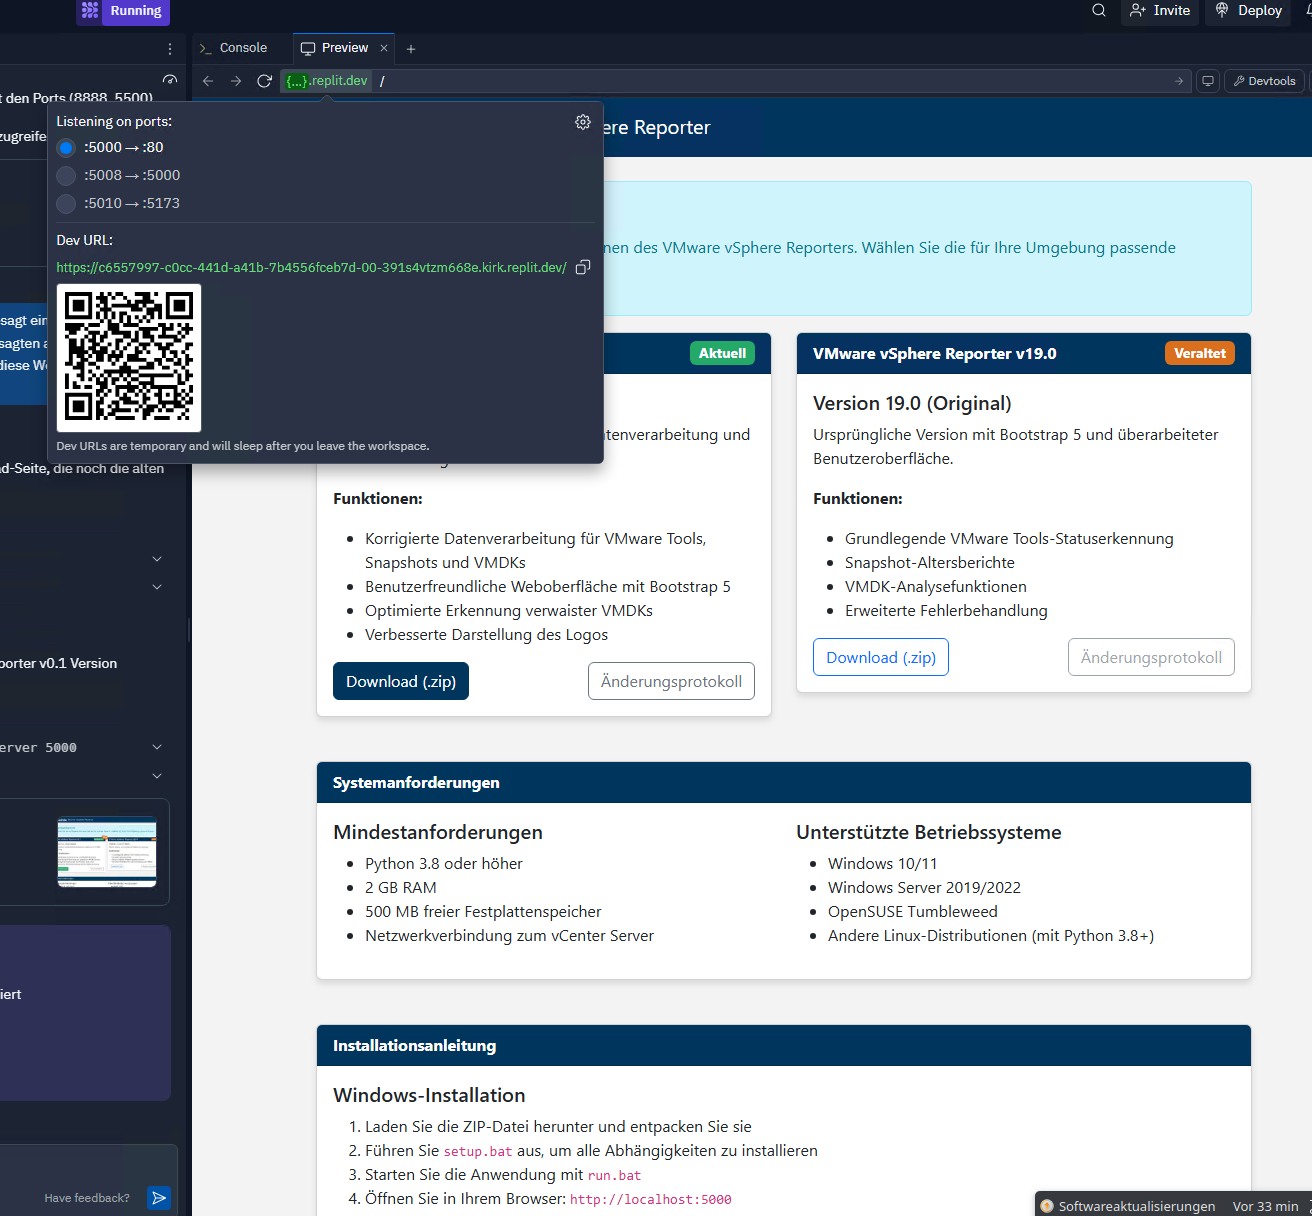 Running
Invite
Deploy
Console
Preview
{...}.replit.dev /
Devtools
t den Ports (8888, 5500)
zugreife
Listening on ports:
:5000→:80
:5008→:5000
:5010→:5173
Dev URL:
https://c6557997-c0cc-441d-a41b-7b4556fceb7d-00-391s4vtzm668e.kirk.replit.dev/
Dev URLs are temporary and will sleep after you leave the workspace.
sagt ein
sagten a
diese We
d-Seite, die noch die alten
porter v0.1 Version
erver 5000
iert
Have feedback?
ere Reporter
nen des VMware vSphere Reporters. Wählen Sie die für Ihre Umgebung passende
Aktuell
tenverarbeitung und
Funktionen:
Korrigierte Datenverarbeitung für VMware Tools,
Snapshots und VMDKs
Benutzerfreundliche Weboberfläche mit Bootstrap 5
Optimierte Erkennung verwaister VMDKs
Verbesserte Darstellung des Logos
Download (.zip)
Änderungsprotokoll
VMware vSphere Reporter v19.0
Veraltet
Version 19.0 (Original)
Ursprüngliche Version mit Bootstrap 5 und überarbeiteter
Benutzeroberfläche.
Funktionen:
Grundlegende VMware Tools-Statuserkennung
Snapshot-Altersberichte
VMDK-Analysefunktionen
Erweiterte Fehlerbehandlung
Download (.zip)
Änderungsprotokoll
Systemanforderungen
Mindestanforderungen
Python 3.8 oder höher
2 GB RAM
500 MB freier Festplattenspeicher
Netzwerkverbindung zum vCenter Server
Unterstützte Betriebssysteme
Windows 10/11
Windows Server 2019/2022
OpenSUSE Tumbleweed
Andere Linux-Distributionen (mit Python 3.8+)
Installationsanleitung
Windows-Installation
1. Laden Sie die ZIP-Datei herunter und entpacken Sie sie
2. Führen Sie setup.bat aus, um alle Abhängigkeiten zu installieren
3. Starten Sie die Anwendung mit run.bat
4. Öffnen Sie in Ihrem Browser: http://localhost:5000
Softwareaktualisierungen Vor 33 min